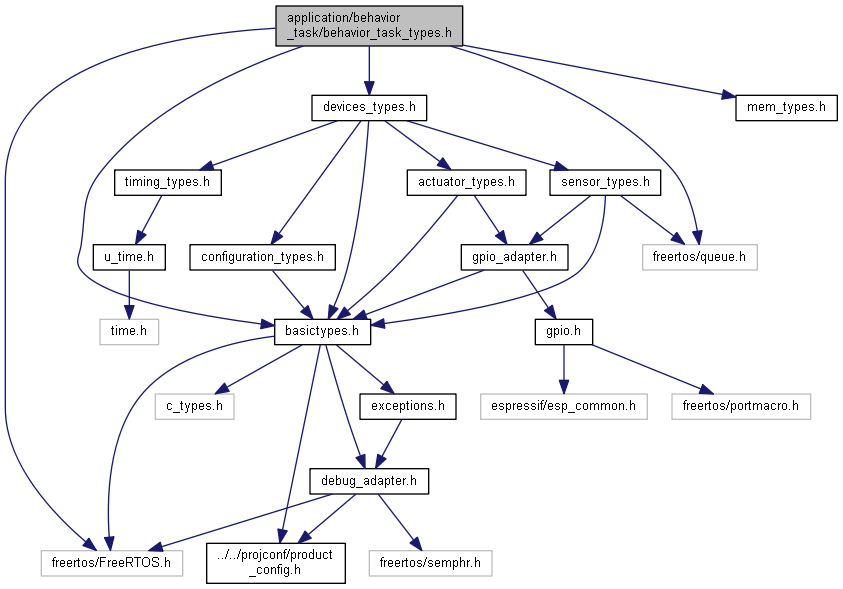 application/behavior
_task/behavior_task_types.h
devices_types.h
mem_types.h
timing_types.h
actuator_types.h
sensor_types.h
u_time.h
configuration_types.h
gpio_adapter.h
freertos/queue.h
time.h
basictypes.h
gpio.h
c_types.h
exceptions.h
espressif/esp_common.h
freertos/portmacro.h
debug_adapter.h
freertos/FreeRTOS.h
../../projconf/product
_config.h
freertos/semphr.h